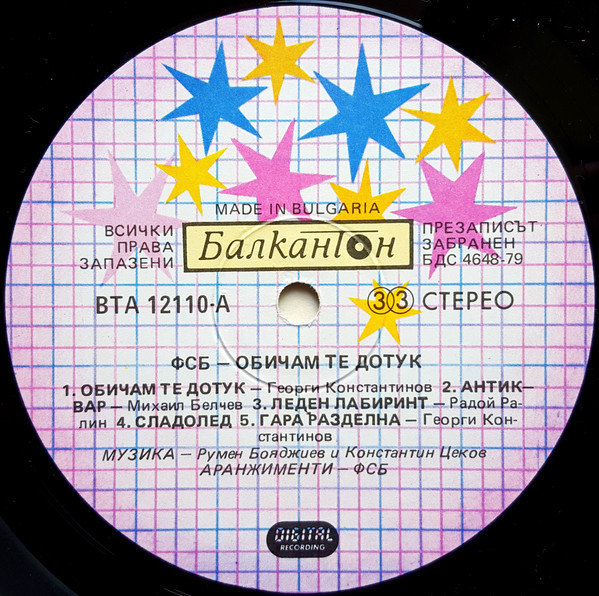 MADE IN BULGARIA
ВСИЧКИ
ПРАВА
ЗАПАЗЕНИ
Балкантон
ПРЕЗАПИСЪТ
ЗАБРАНЕН
БДС 4648-79
ВТА 12110-А
33 СТЕРЕО
ФСБ – ОБИЧАМ ТЕ ДОТУК
1. ОБИЧАМ ТЕ ДОТУК – Георги Константинов 2. АНТИК–
ВАР – Михаил Белчев 3. ЛЕДЕН ЛАБИРИНТ – Радой Ра-
лин 4. СЛАДОЛЕД 5. ГАРА РАЗДЕЛНА – Георги Кон-
стантинов
МУЗИКА – Румен Бояджиев и Константин Цеков
АРАНЖИМЕНТИ – ФСБ
DIGITAL
RECORDING